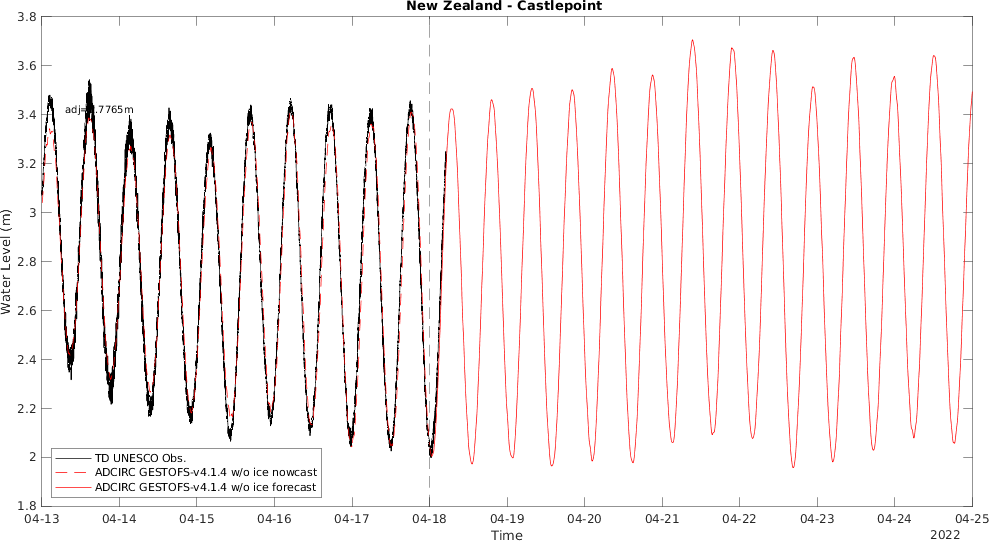 New Zealand - Castlepoint
3.8
3.6
3.4
3.2
3
2.8
2.6
2.4
2.2
2
1.8
Water Level (m)
TD UNESCO Obs.
ADCIRC GESTOFS-v4.1.4 w/o ice nowcast
ADCIRC GESTOFS-v4.1.4 w/o ice forecast
04-13 04-14 04-15 04-16 04-17 04-18 04-19 04-20 04-21 04-22 04-23 04-24 04-25
Time
2022